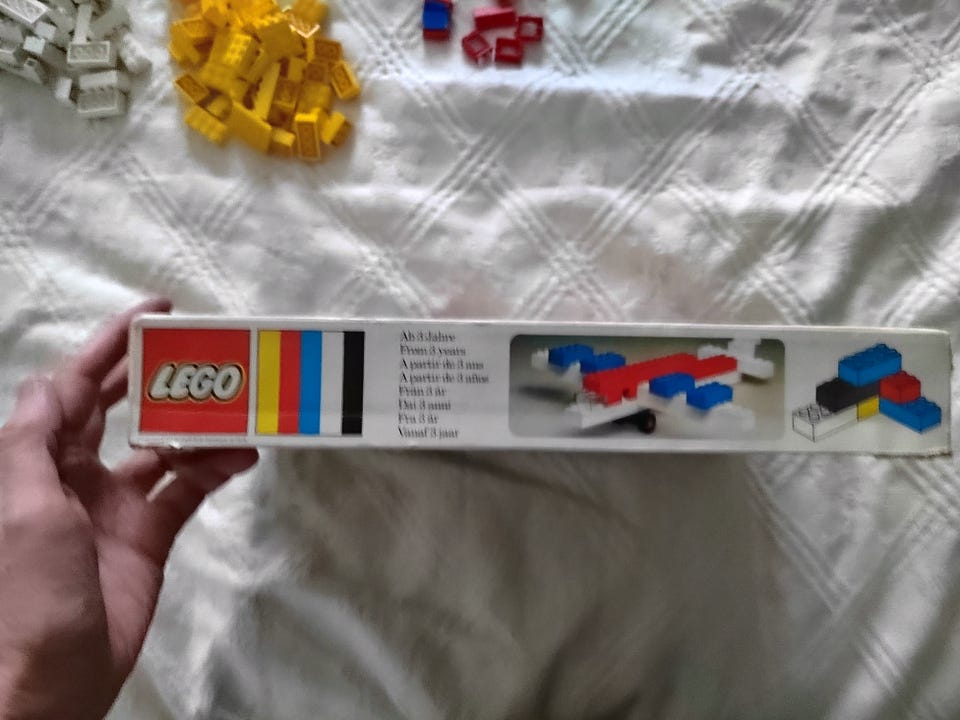 LEGO
Ab 3 Jahre
From 3 years
A partir de 3 ans
A partir de 3 años
Från 3 år
Dai 3 anni
Fra 3 år
Vanaf 3 jaar